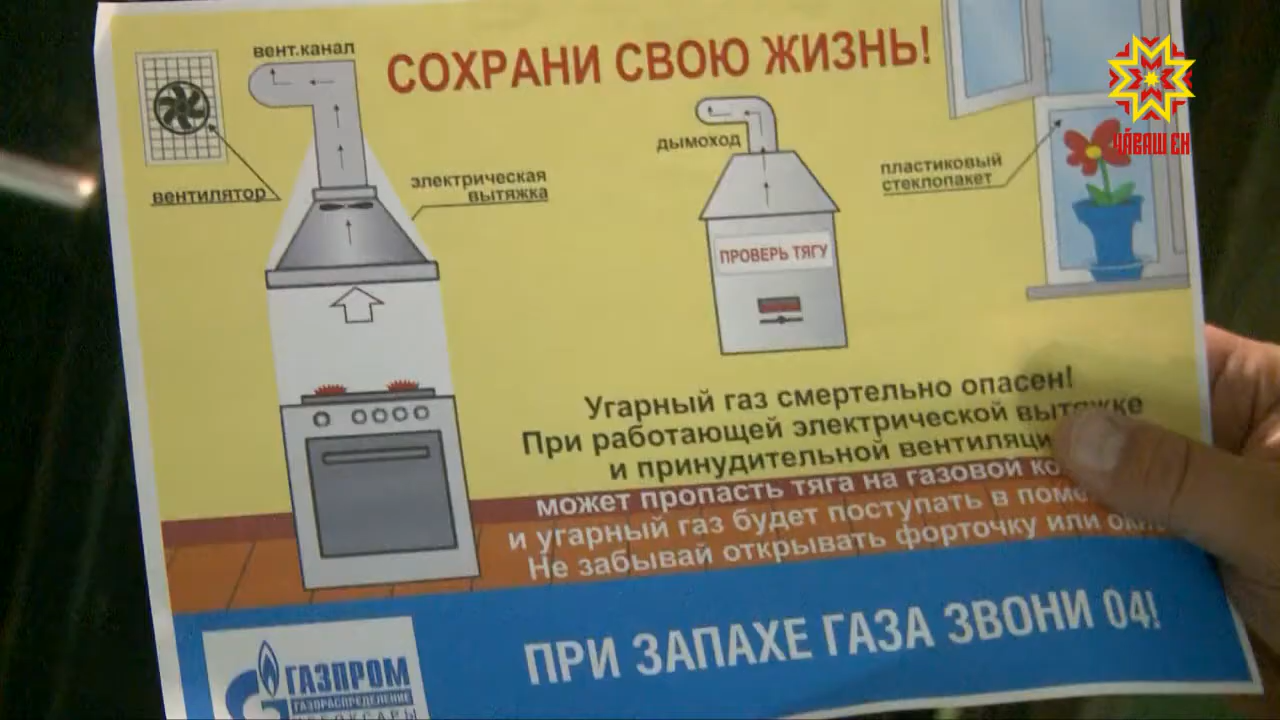 вент.канал
СОХРАНИ СВОЮ ЖИЗНЬ!
ЧӐВАШ ЕН
дымоход
пластиковый
стеклопакет
вентилятор
электрическая
вытяжка
ПРОВЕРЬ ТЯГУ
Угарный газ смертельно опасен!
При работающей электрической вытяжке
и принудительной
может пропасть тяга на газовой
и угарный газ будет поступать в
Не забывай открывать форточку или
ПРИ ЗАПАХЕ ГАЗА ЗВОНИ 04!
ГАЗПРОМ
ГАЗОРАСПРЕДЕЛЕНИЕ